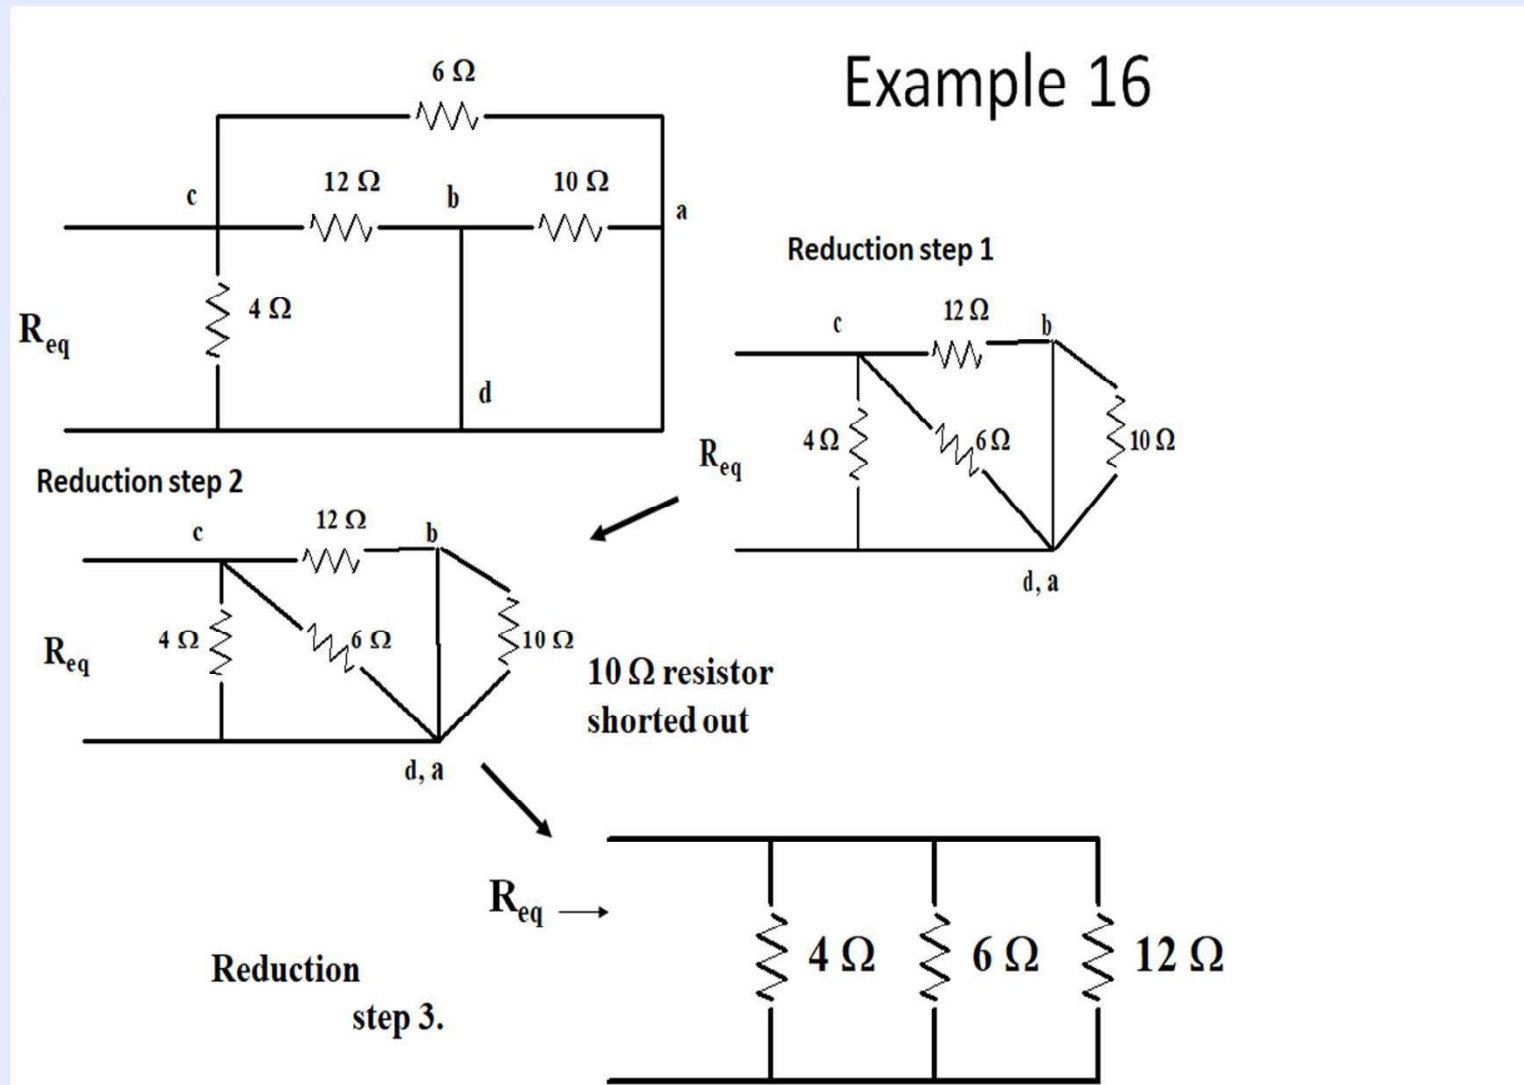 Example 16
6 Ω
12 Ω
10 Ω
c
b
a
4 Ω
Req
d
Reduction step 1
12 Ω
c
b
4 Ω
6 Ω
10 Ω
Req
d, a
Reduction step 2
12 Ω
c
b
4 Ω
6 Ω
10 Ω
Req
d, a
10 Ω resistor
shorted out
Req
4 Ω
6 Ω
12 Ω
Reduction
step 3.